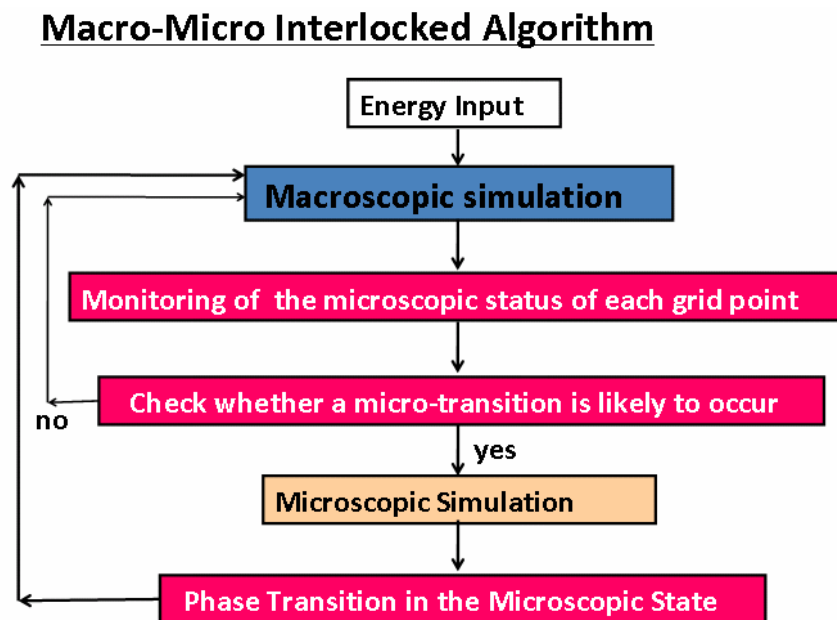 Macro-Micro Interlocked Algorithm
Energy Input
Macroscopic simulation
Monitoring of the microscopic status of each grid point
Check whether a micro-transition is likely to occur
no
yes
Microscopic Simulation
Phase Transition in the Microscopic State